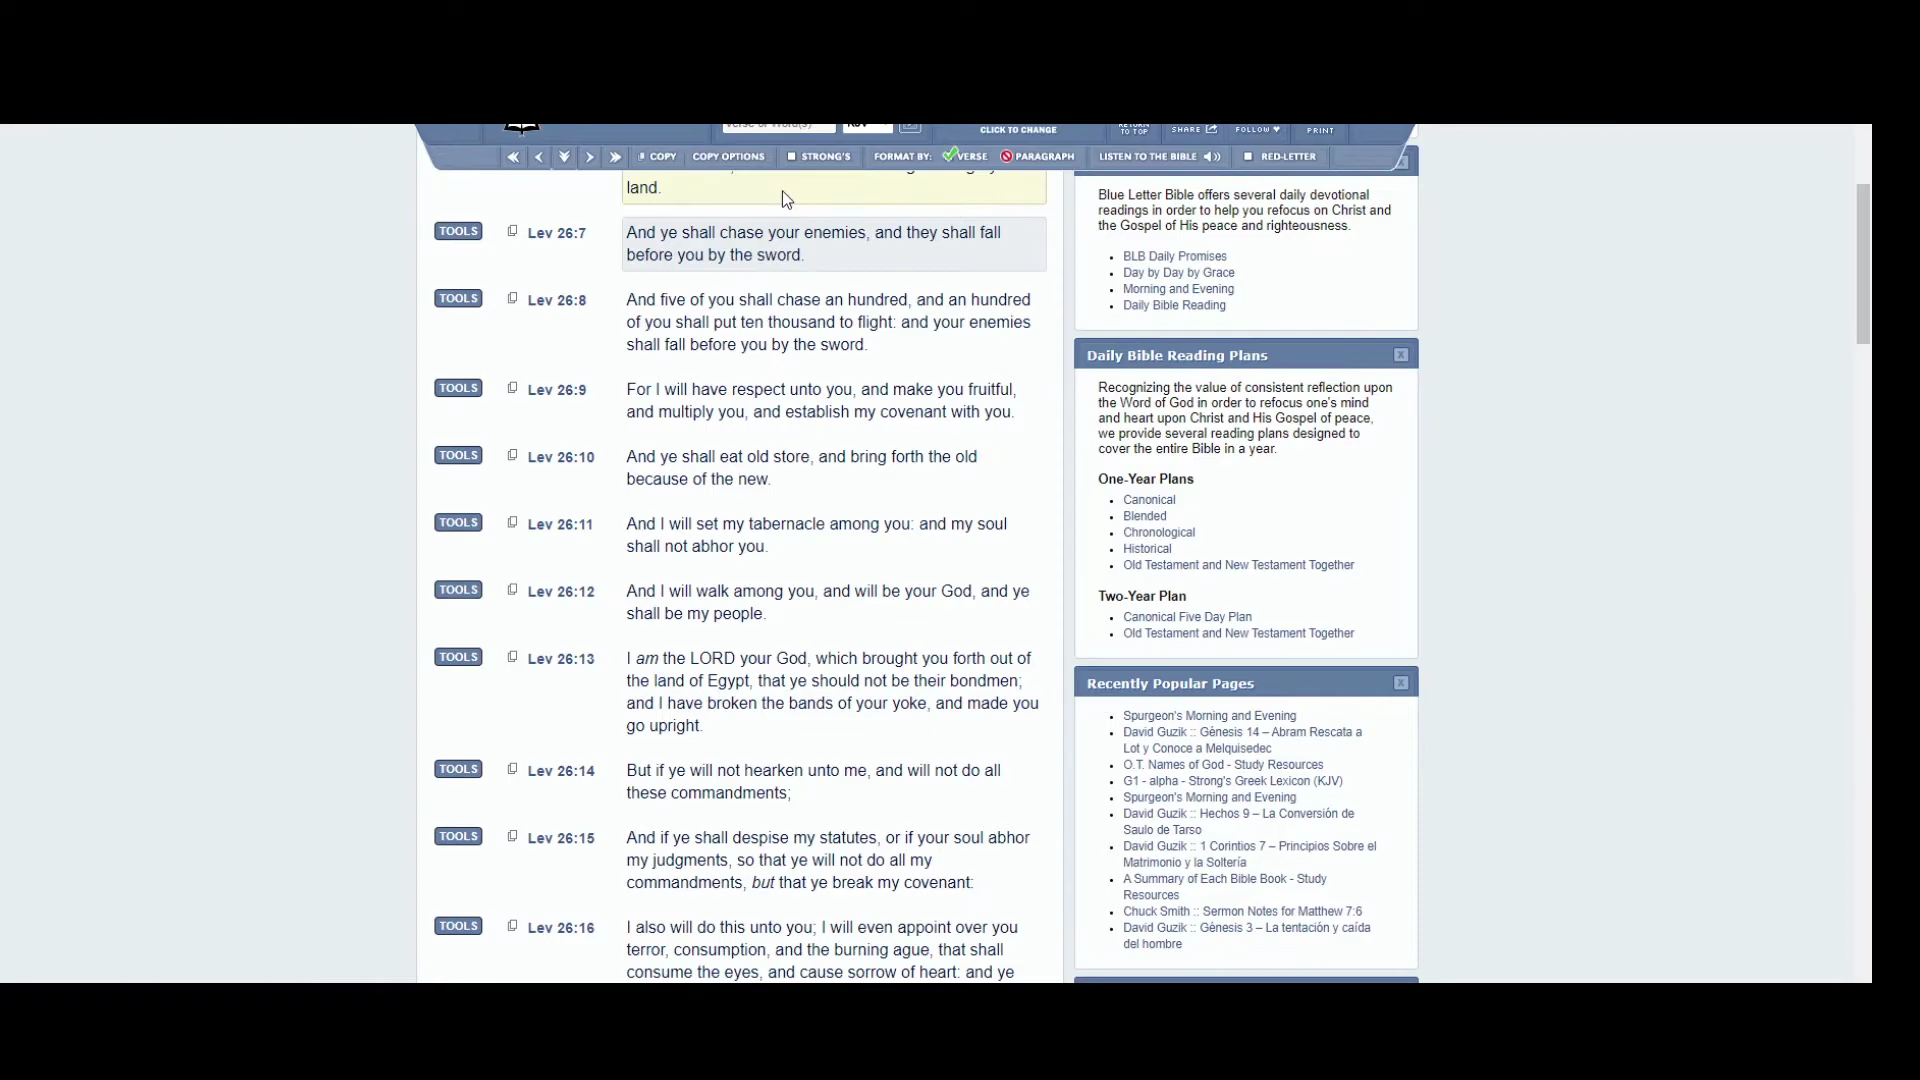 CLICK TO CHANGE
RETURN
TO TOP
SHARE
FOLLOW
PRINT
COPY
COPY OPTIONS
STRONG'S
FORMAT BY:
VERSE
PARAGRAPH
LISTEN TO THE BIBLE
RED-LETTER
land.
TOOLS Lev 26:7 And ye shall chase your enemies, and they shall fall
before you by the sword.
TOOLS Lev 26:8 And five of you shall chase an hundred, and an hundred
of you shall put ten thousand to flight: and your enemies
shall fall before you by the sword.
TOOLS Lev 26:9 For I will have respect unto you, and make you fruitful,
and multiply you, and establish my covenant with you.
TOOLS Lev 26:10 And ye shall eat old store, and bring forth the old
because of the new.
TOOLS Lev 26:11 And I will set my tabernacle among you: and my soul
shall not abhor you.
TOOLS Lev 26:12 And I will walk among you, and will be your God, and ye
shall be my people.
TOOLS Lev 26:13 I am the LORD your God, which brought you forth out of
the land of Egypt, that ye should not be their bondmen;
and I have broken the bands of your yoke, and made you
go upright.
TOOLS Lev 26:14 But if ye will not hearken unto me, and will not do all
these commandments;
TOOLS Lev 26:15 And if ye shall despise my statutes, or if your soul abhor
my judgments, so that ye will not do all my
commandments, but that ye break my covenant:
TOOLS Lev 26:16 I also will do this unto you; I will even appoint over you
terror, consumption, and the burning ague, that shall
consume the eyes, and cause sorrow of heart: and ye
Blue Letter Bible offers several daily devotional
readings in order to help you refocus on Christ and
the Gospel of His peace and righteousness.
BLB Daily Promises
Day by Day by Grace
Morning and Evening
Daily Bible Reading
Daily Bible Reading Plans
Recognizing the value of consistent reflection upon
the Word of God in order to refocus one's mind
and heart upon Christ and His Gospel of peace,
we provide several reading plans designed to
cover the entire Bible in a year.
One-Year Plans
Canonical
Blended
Chronological
Historical
Old Testament and New Testament Together
Two-Year Plan
Canonical Five Day Plan
Old Testament and New Testament Together
Recently Popular Pages
Spurgeon's Morning and Evening
David Guzik :: Génesis 14 – Abram Rescata a
Lot y Conoce a Melquisedec
O.T. Names of God - Study Resources
G1 - alpha - Strong's Greek Lexicon (KJV)
Spurgeon's Morning and Evening
David Guzik :: Hechos 9 – La Conversión de
Saulo de Tarso
David Guzik :: 1 Corintios 7 – Principios Sobre el
Matrimonio y la Soltería
A Summary of Each Bible Book - Study
Resources
Chuck Smith :: Sermon Notes for Matthew 7:6
David Guzik :: Génesis 3 – La tentación y caída
del hombre